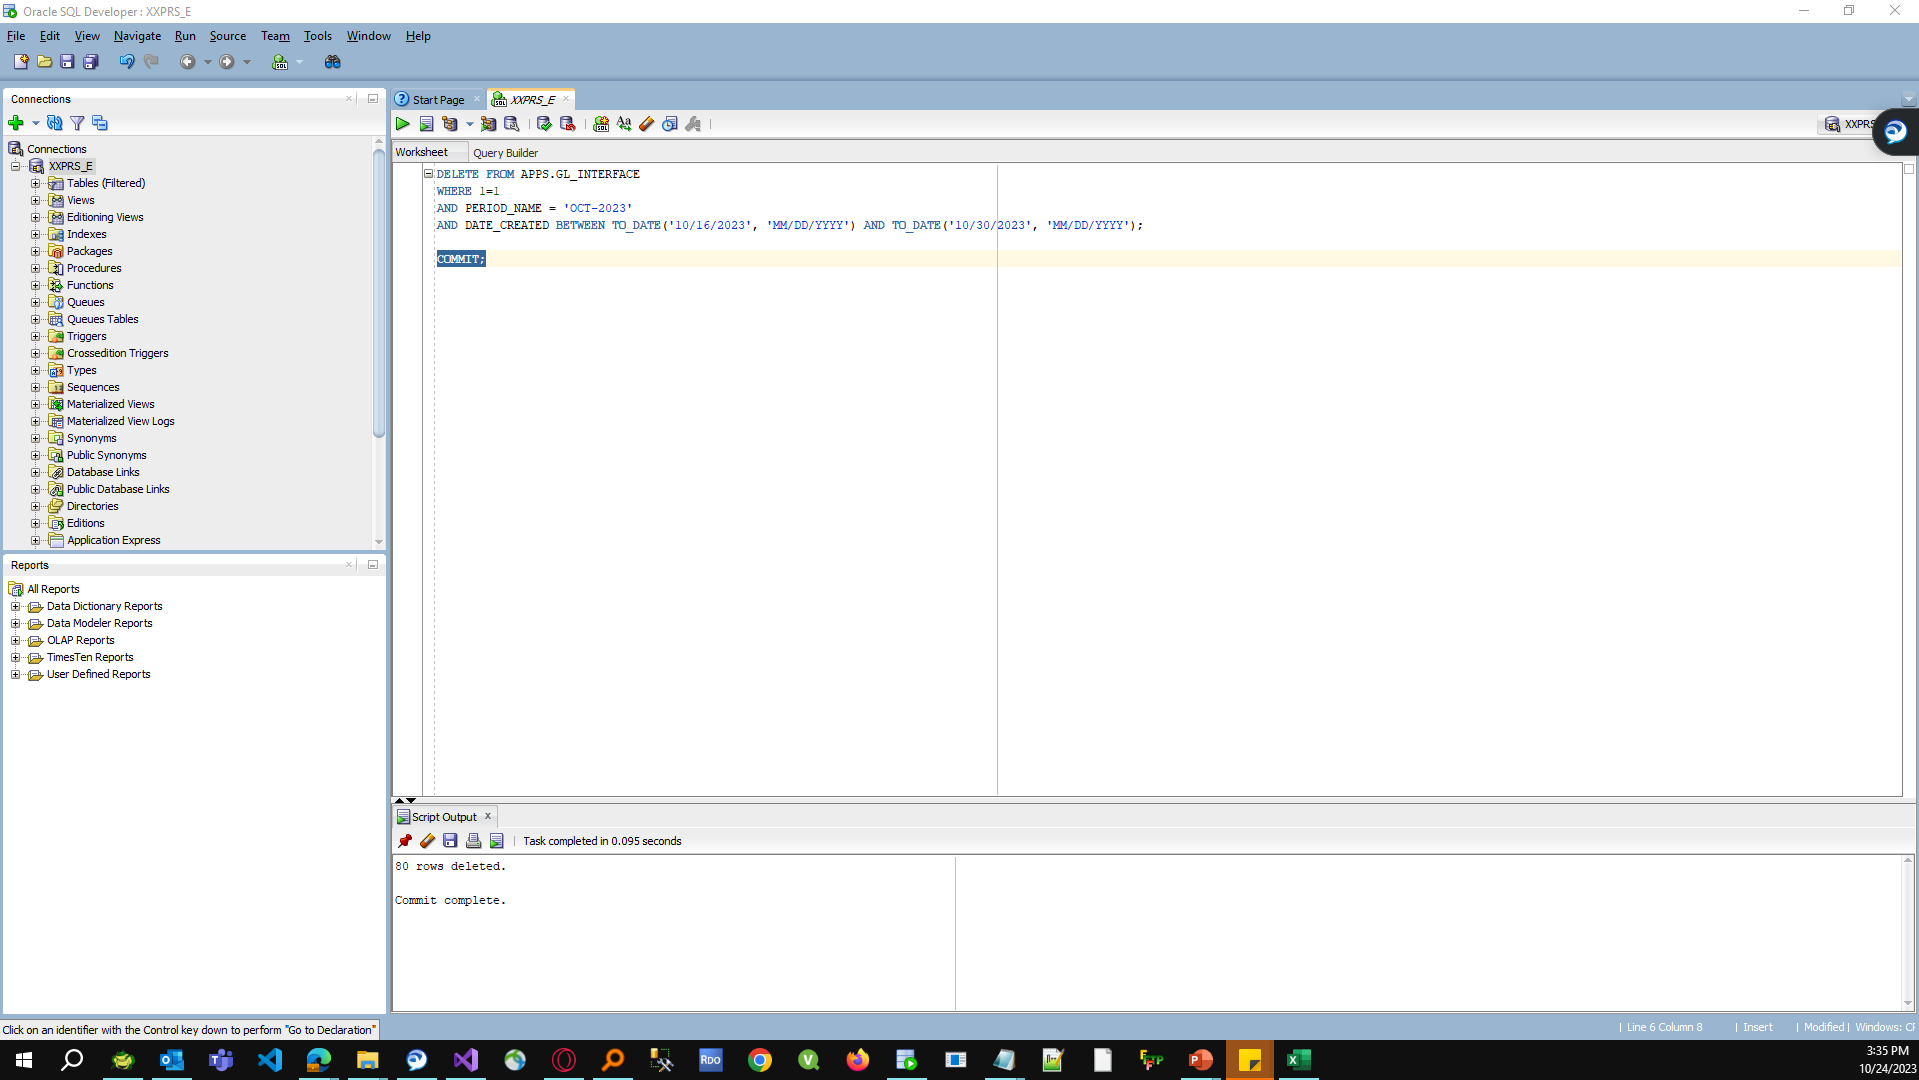 Oracle SQL Developer : XXPRS_E
File Edit View Navigate Run Source Team Tools Window Help
Connections
Connections
XXPRS_E
Tables (Filtered)
Views
Editioning Views
Indexes
Packages
Procedures
Functions
Queues
Queues Tables
Triggers
Crossedition Triggers
Types
Sequences
Materialized Views
Materialized View Logs
Synonyms
Public Synonyms
Database Links
Public Database Links
Directories
Editions
Application Express
Reports
All Reports
Data Dictionary Reports
Data Modeler Reports
OLAP Reports
TimesTen Reports
User Defined Reports
Start Page XXPRS_E
XXPRS
Worksheet Query Builder
DELETE FROM APPS.GL_INTERFACE
WHERE 1=1
AND PERIOD_NAME = 'OCT-2023'
AND DATE_CREATED BETWEEN TO_DATE('10/16/2023', 'MM/DD/YYYY') AND TO_DATE('10/30/2023', 'MM/DD/YYYY');
COMMIT;
Script Output
Task completed in 0.095 seconds
80 rows deleted.
Commit complete.
Click on an identifier with the Control key down to perform "Go to Declaration"
Line 6 Column 8 Insert Modified Windows: CF
3:35 PM
10/24/2023